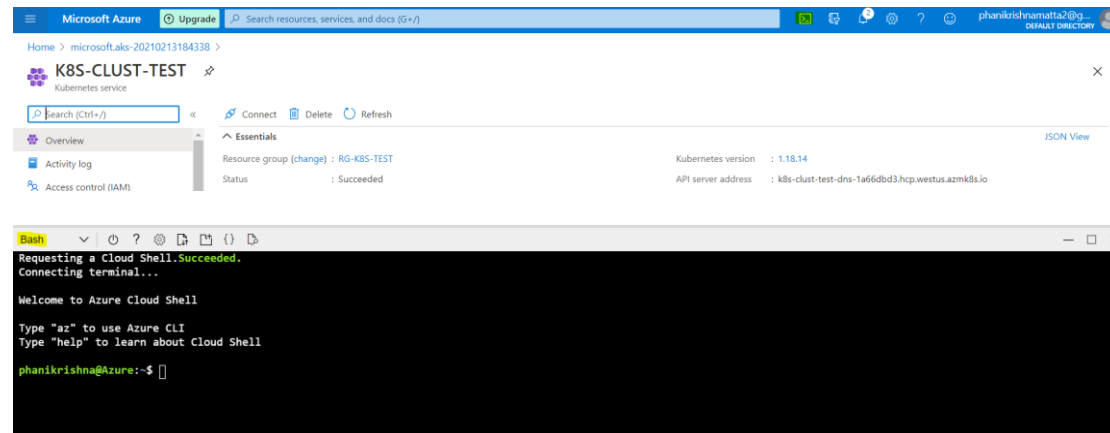 Microsoft Azure Upgrade Search resources, services, and docs (G+/) 2 ? phanikrishnamatta2@g...
DEFAULT DIRECTORY
Home > microsoft.aks-20210213184338 >
K8S-CLUST-TEST
Kubernetes service
Search (Ctrl+/) « Connect Delete Refresh
Overview
Activity log
Access control (IAM)
Essentials JSON View
Resource group (change) : RG-K8S-TEST Kubernetes version : 1.18.14
Status : Succeeded API server address : k8s-clust-test-dns-1a66dbd3.hcp.westus.azmk8s.io
Bash ? {}
Requesting a Cloud Shell.Succeeded.
Connecting terminal...
Welcome to Azure Cloud Shell
Type "az" to use Azure CLI
Type "help" to learn about Cloud Shell
phanikrishna@Azure:~$